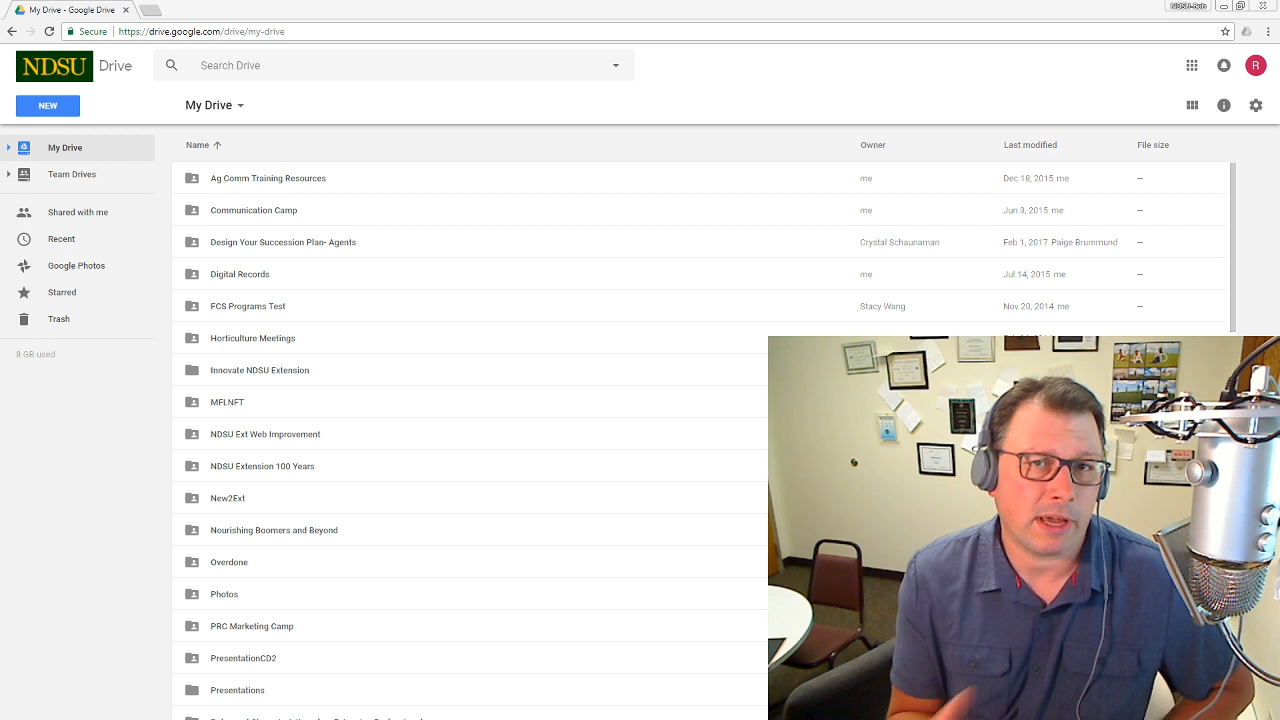 My Drive - Google Drive
Secure https://drive.google.com/drive/my-drive
NDSU Drive Search Drive R
NEW My Drive
Name Owner Last modified File size
My Drive
Team Drives
Shared with me
Recent
Google Photos
Starred
Trash
8 GB used
Ag Comm Training Resources me Dec 18, 2015 me –
Communication Camp me Jun 3, 2015 me –
Design Your Succession Plan- Agents Crystal Schaunaman Feb 1, 2017 Paige Brummund –
Digital Records me Jul 14, 2015 me –
FCS Programs Test Stacy Wang Nov 20, 2014 me –
Horticulture Meetings
Innovate NDSU Extension
MFLNFT
NDSU Ext Web Improvement
NDSU Extension 100 Years
New2Ext
Nourishing Boomers and Beyond
Overdone
Photos
PRC Marketing Camp
PresentationCD2
Presentations